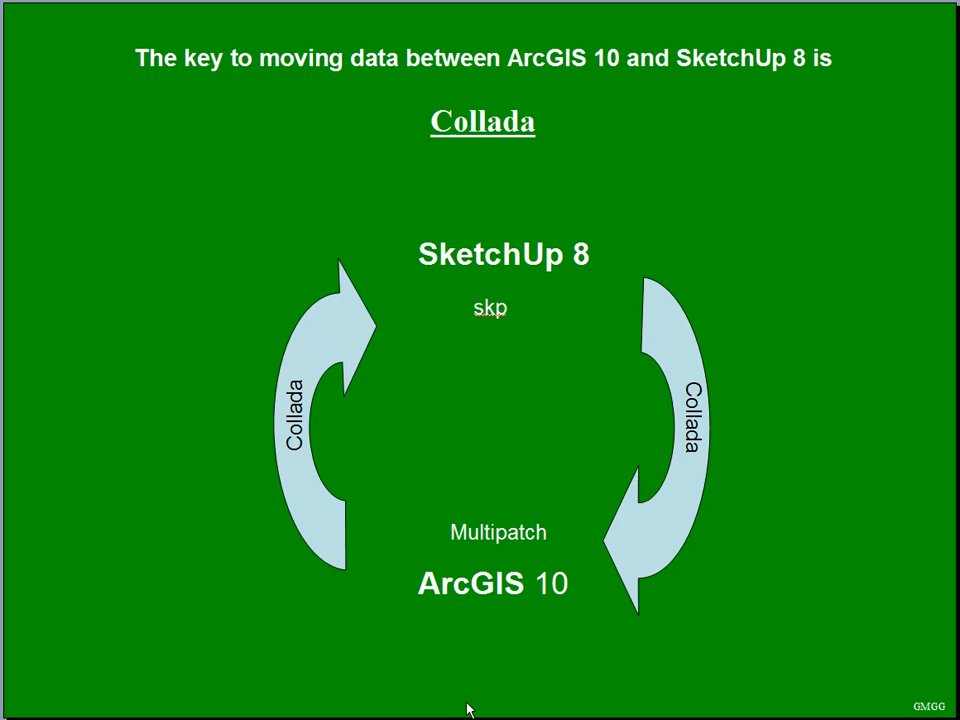 The key to moving data between ArcGIS 10 and SketchUp 8 is
Collada
SketchUp 8
skp
Collada
Collada
Multipatch
ArcGIS 10
GMGG